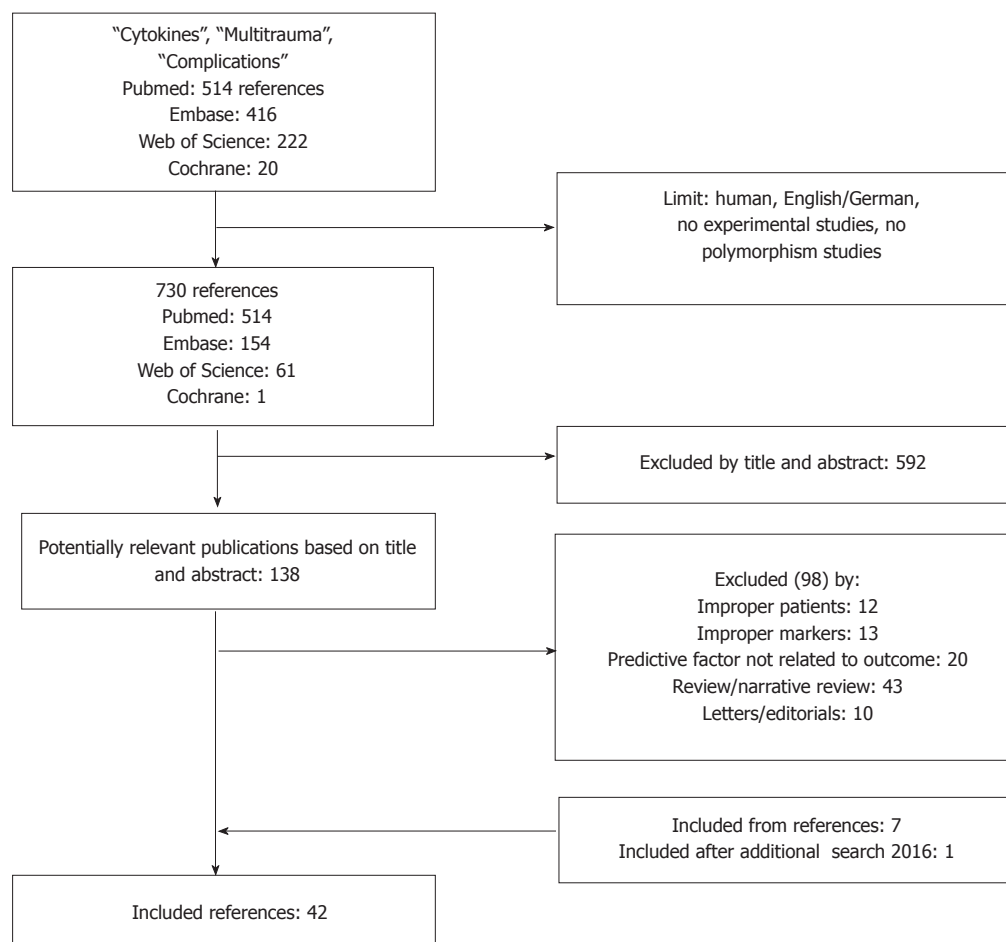 “Cytokines”, “Multitrauma”,
“Complications”
Pubmed: 514 references
Embase: 416
Web of Science: 222
Cochrane: 20
Limit: human, English/German,
no experimental studies, no
polymorphism studies
730 references
Pubmed: 514
Embase: 154
Web of Science: 61
Cochrane: 1
Excluded by title and abstract: 592
Potentially relevant publications based on title
and abstract: 138
Excluded (98) by:
Improper patients: 12
Improper markers: 13
Predictive factor not related to outcome: 20
Review/narrative review: 43
Letters/editorials: 10
Included from references: 7
Included after additional search 2016: 1
Included references: 42